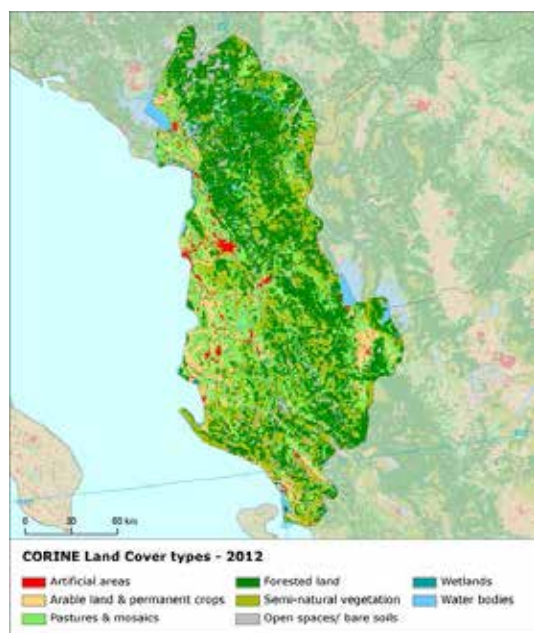 0 30 60 km
CORINE Land Cover types - 2012
Artificial areas
Forested land
Wetlands
Arable land & permanent crops
Semi-natural vegetation
Water bodies
Pastures & mosaics
Open spaces/ bare soils